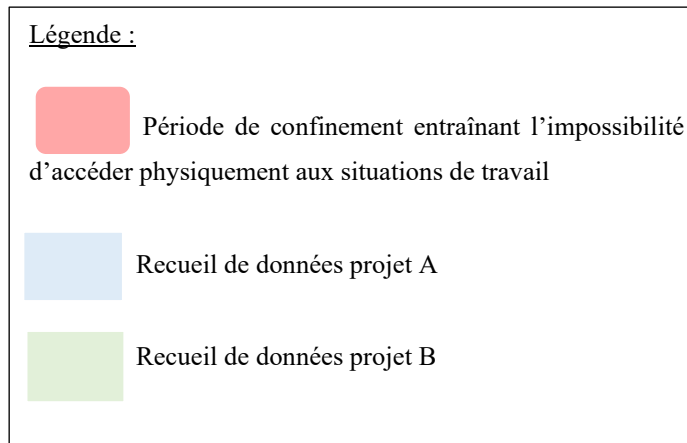 Légende :
Période de confinement entraînant l’impossibilité
d’accéder physiquement aux situations de travail
Recueil de données projet A
Recueil de données projet B